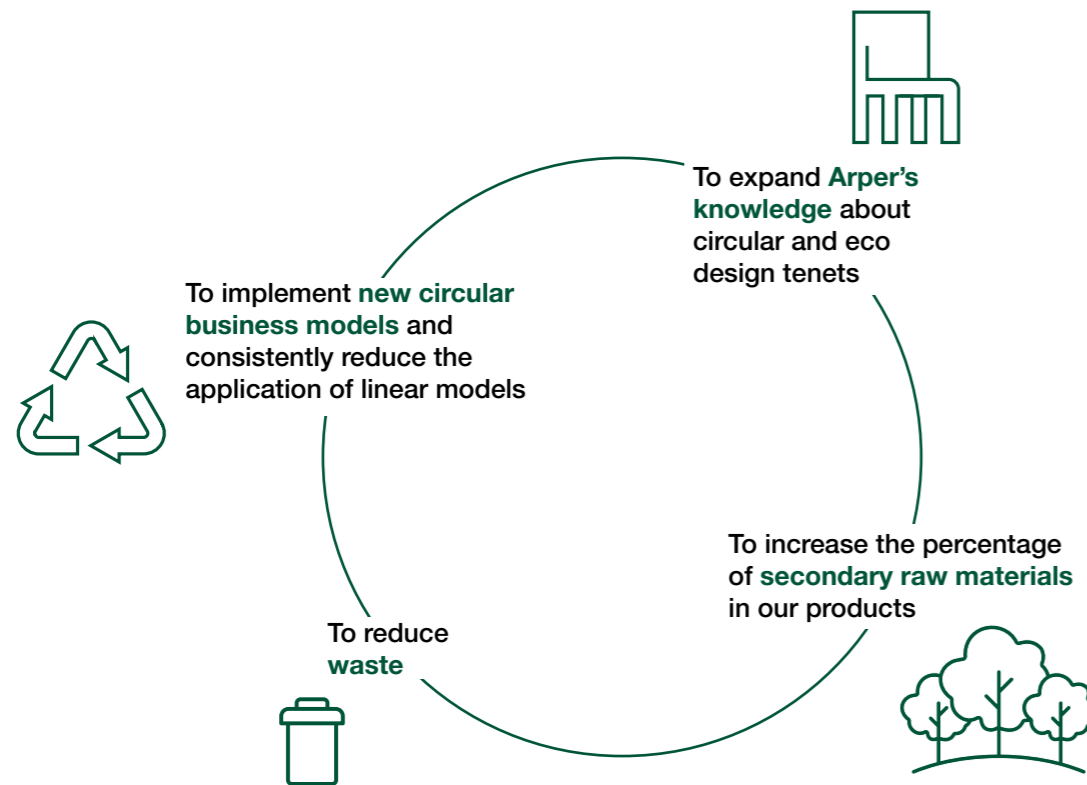 To expand Arper’s
knowledge about
circular and eco
design tenets
To implement new circular
business models and
consistently reduce the
application of linear models
To increase the percentage
of secondary raw materials
in our products
To reduce
waste